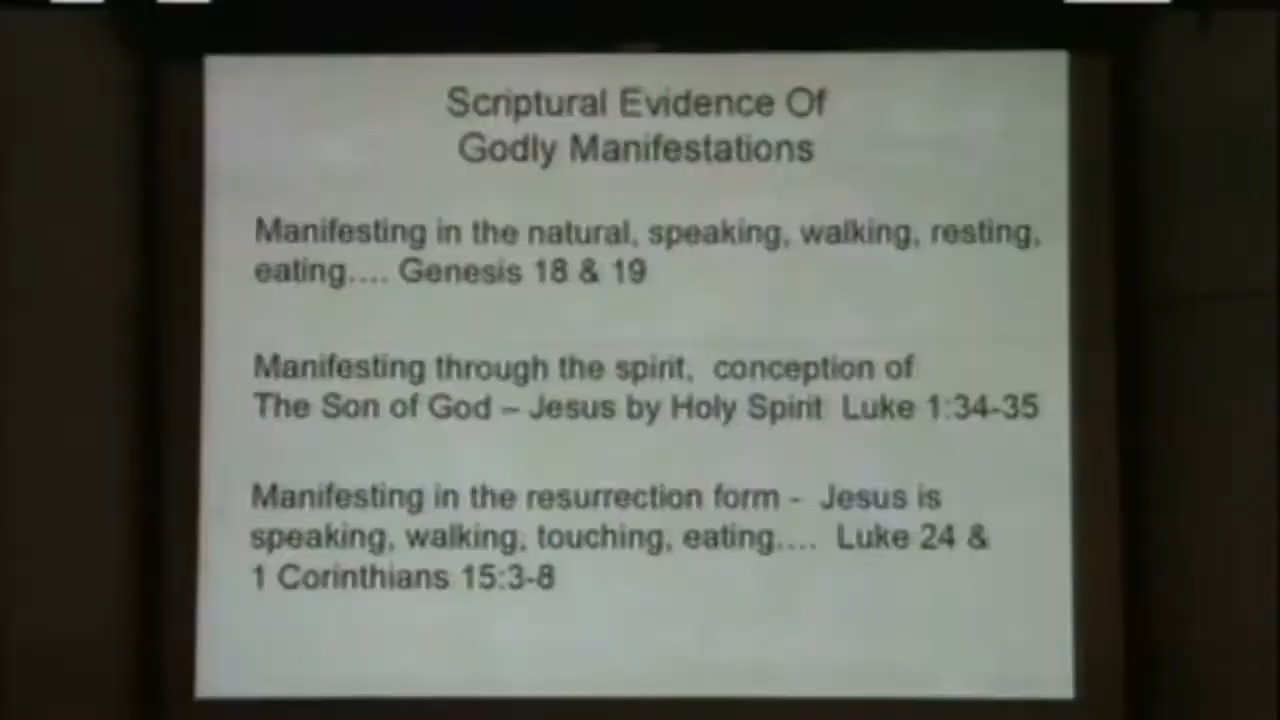 Scriptural Evidence Of
Godly Manifestations
Manifesting in the natural, speaking, walking, resting,
eating.... Genesis 18 & 19
Manifesting through the spirit,  conception of
The Son of God – Jesus by Holy Spirit  Luke 1:34-35
Manifesting in the resurrection form -  Jesus is
speaking, walking, touching, eating....  Luke 24 &
1 Corinthians 15:3-8